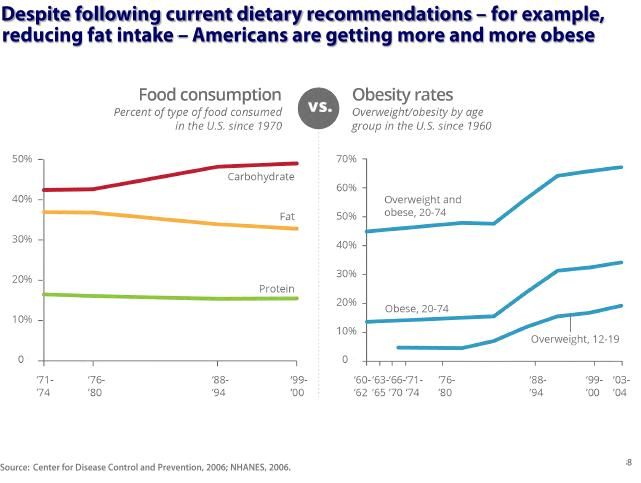 Despite following current dietary recommendations – for example,
reducing fat intake – Americans are getting more and more obese
Food consumption
Percent of type of food consumed
in the U.S. since 1970
vs.
Obesity rates
Overweight/obesity by age
group in the U.S. since 1960
50%
40%
30%
20%
10%
0
Carbohydrate
Fat
Protein
'71-
'74
'76-
'80
'88-
'94
'99-
'00
70%
60%
50%
40%
30%
20%
10%
0
Overweight and
obese, 20-74
Obese, 20-74
Overweight, 12-19
'60-
'62
'63-
'65
'66-
'70
'71-
'74
'76-
'80
'88-
'94
'99-
'00
'03-
'04
Source: Center for Disease Control and Prevention, 2006; NHANES, 2006.
8